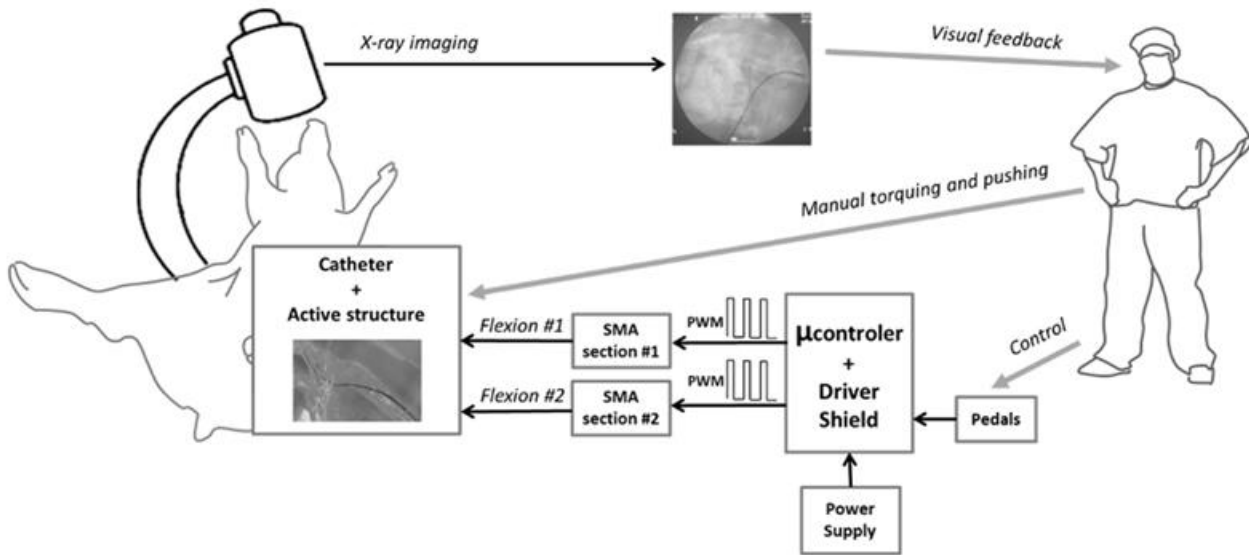 X-ray imaging
Visual feedback
Manual torquing and pushing
Catheter
+
Active structure
Flexion #1
SMA
section #1
PWM
Flexion #2
SMA
section #2
PWM
µcontroler
+
Driver
Shield
Control
Pedals
Power
Supply